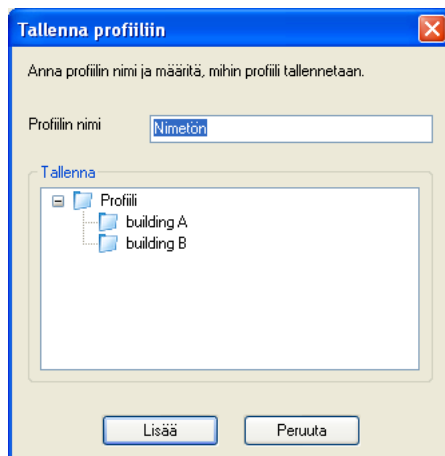 Tallenna profiiliin
Anna profiilin nimi ja määritä, mihin profiili tallennetaan.
Profiilin nimi
Nimetön
Tallenna
Profiili
building A
building B
Lisää
Peruuta